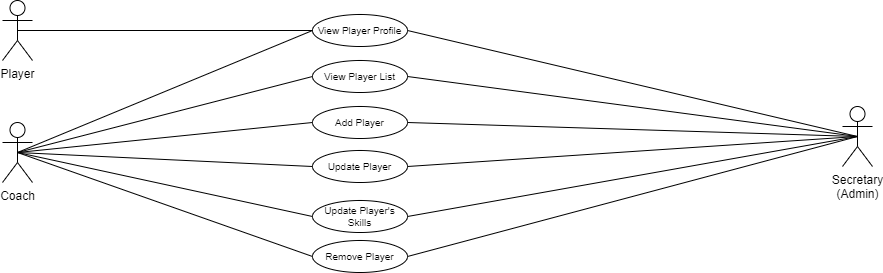 View Player Profile
Player
View Player List
Add Player
Update Player
Coach
Secretary
(Admin)
Update Player's
Skills
Remove Player